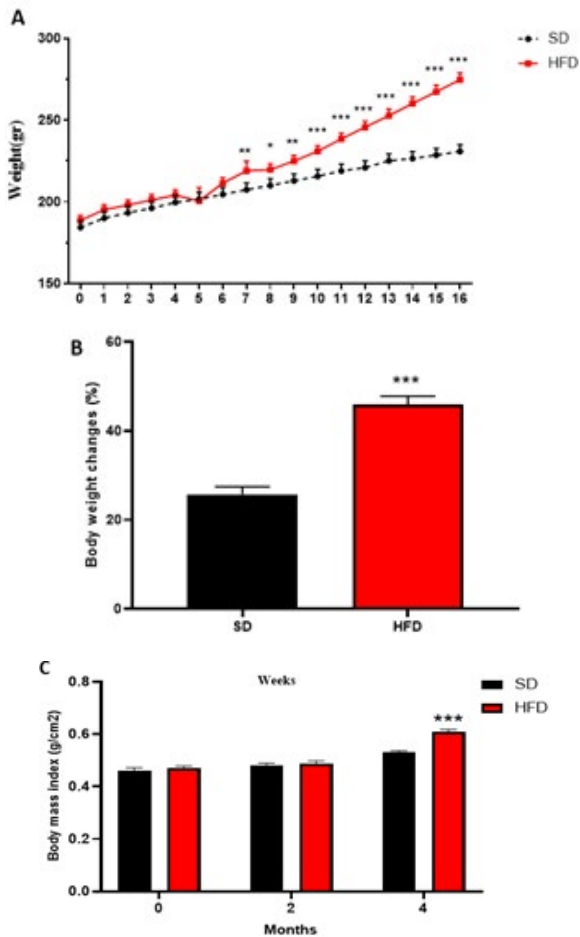 A
SD
HFD
Weight(gr)
300
250
200
150
** * ** *** *** *** *** *** *** ***
0 1 2 3 4 5 6 7 8 9 10 11 12 13 14 15 16
B
Body weight changes (%)
60
40
20
0
***
SD HFD
C
Weeks
SD
HFD
Body mass index (g/cm2)
0.8
0.6
0.4
0.2
0.0
***
0 2 4
Months